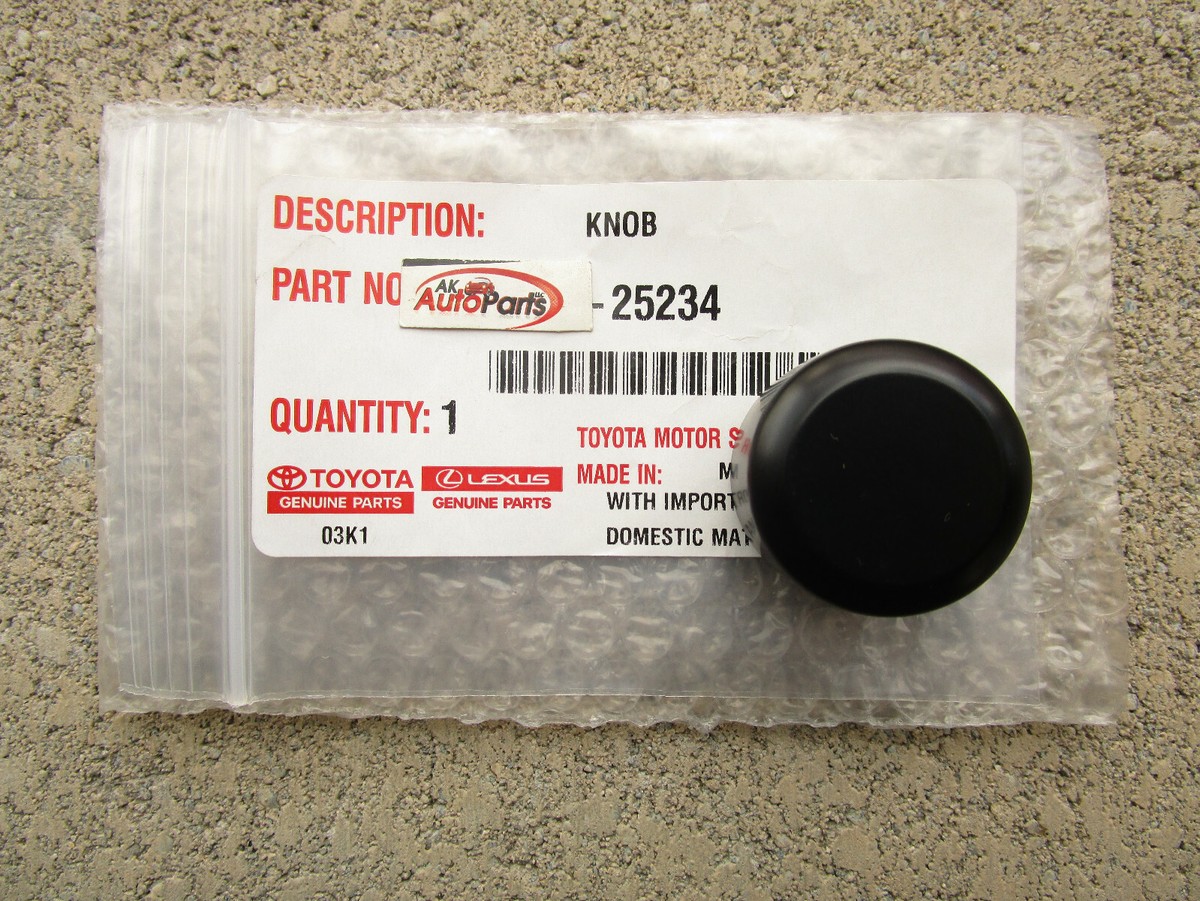 DESCRIPTION: KNOB
PART NO
AK
AutoParts LLC
-25234
QUANTITY: 1
TOYOTA MOTOR S
TOYOTA
GENUINE PARTS
LEXUS
GENUINE PARTS
MADE IN: M
WITH IMPORT
03K1
DOMESTIC MAT